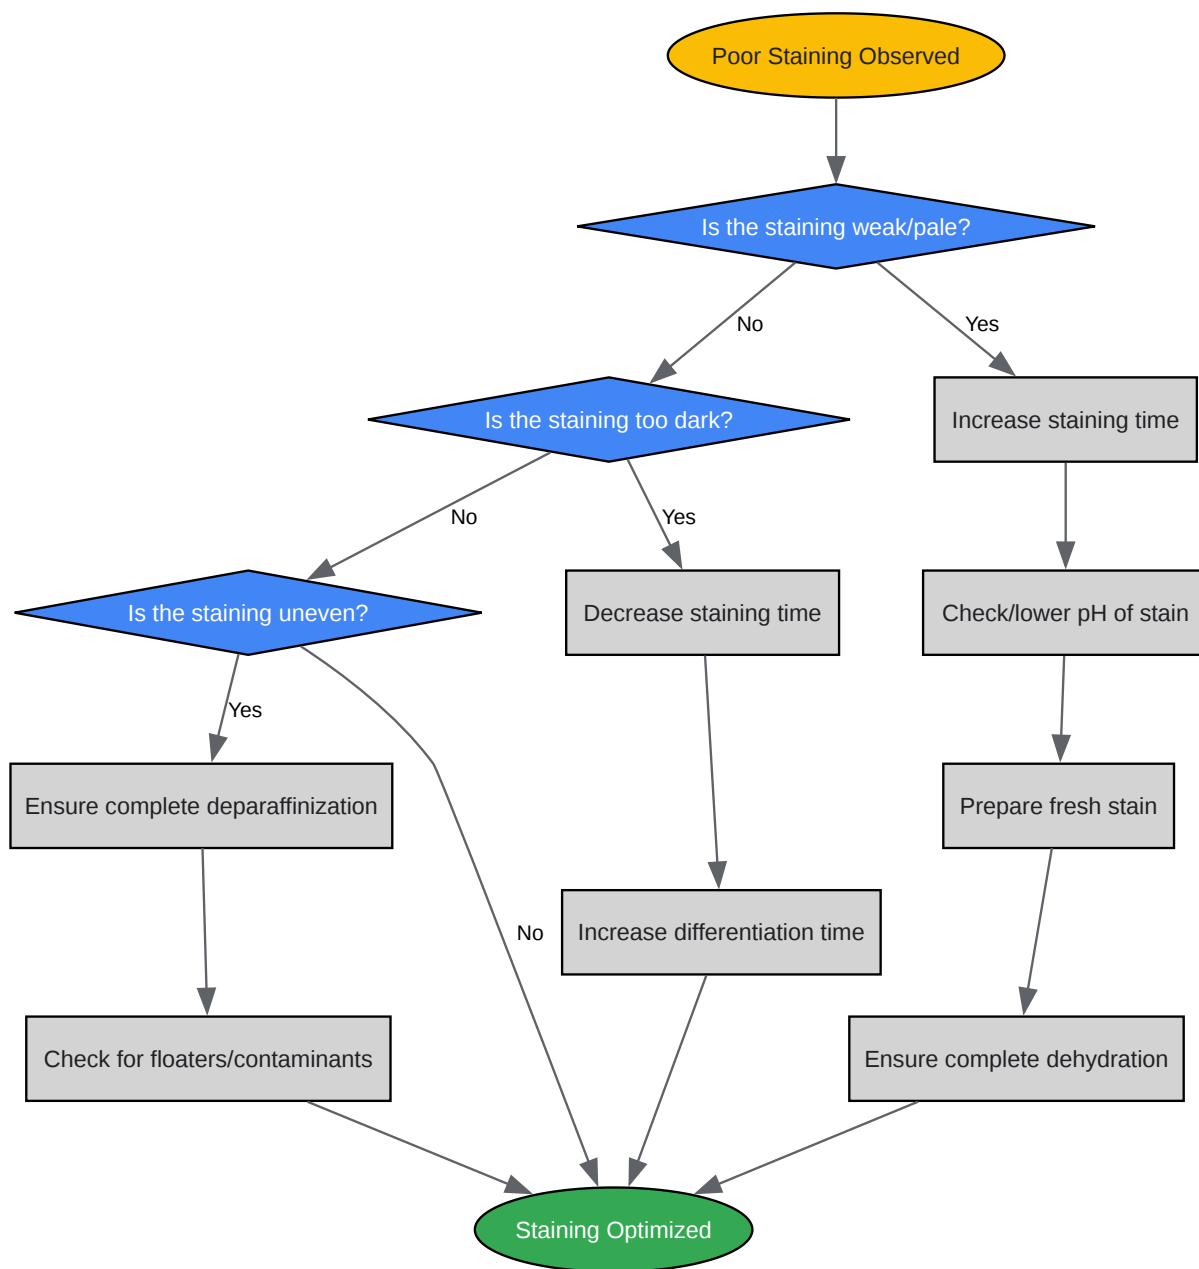 Poor Staining Observed
Is the staining weak/pale?
No
Yes
Is the staining too dark?
Increase staining time
No
Yes
Is the staining uneven?
Decrease staining time
Check/lower pH of stain
Yes
Ensure complete deparaffinization
Prepare fresh stain
No
Increase differentiation time
Check for floaters/contaminants
Ensure complete dehydration
Staining Optimized